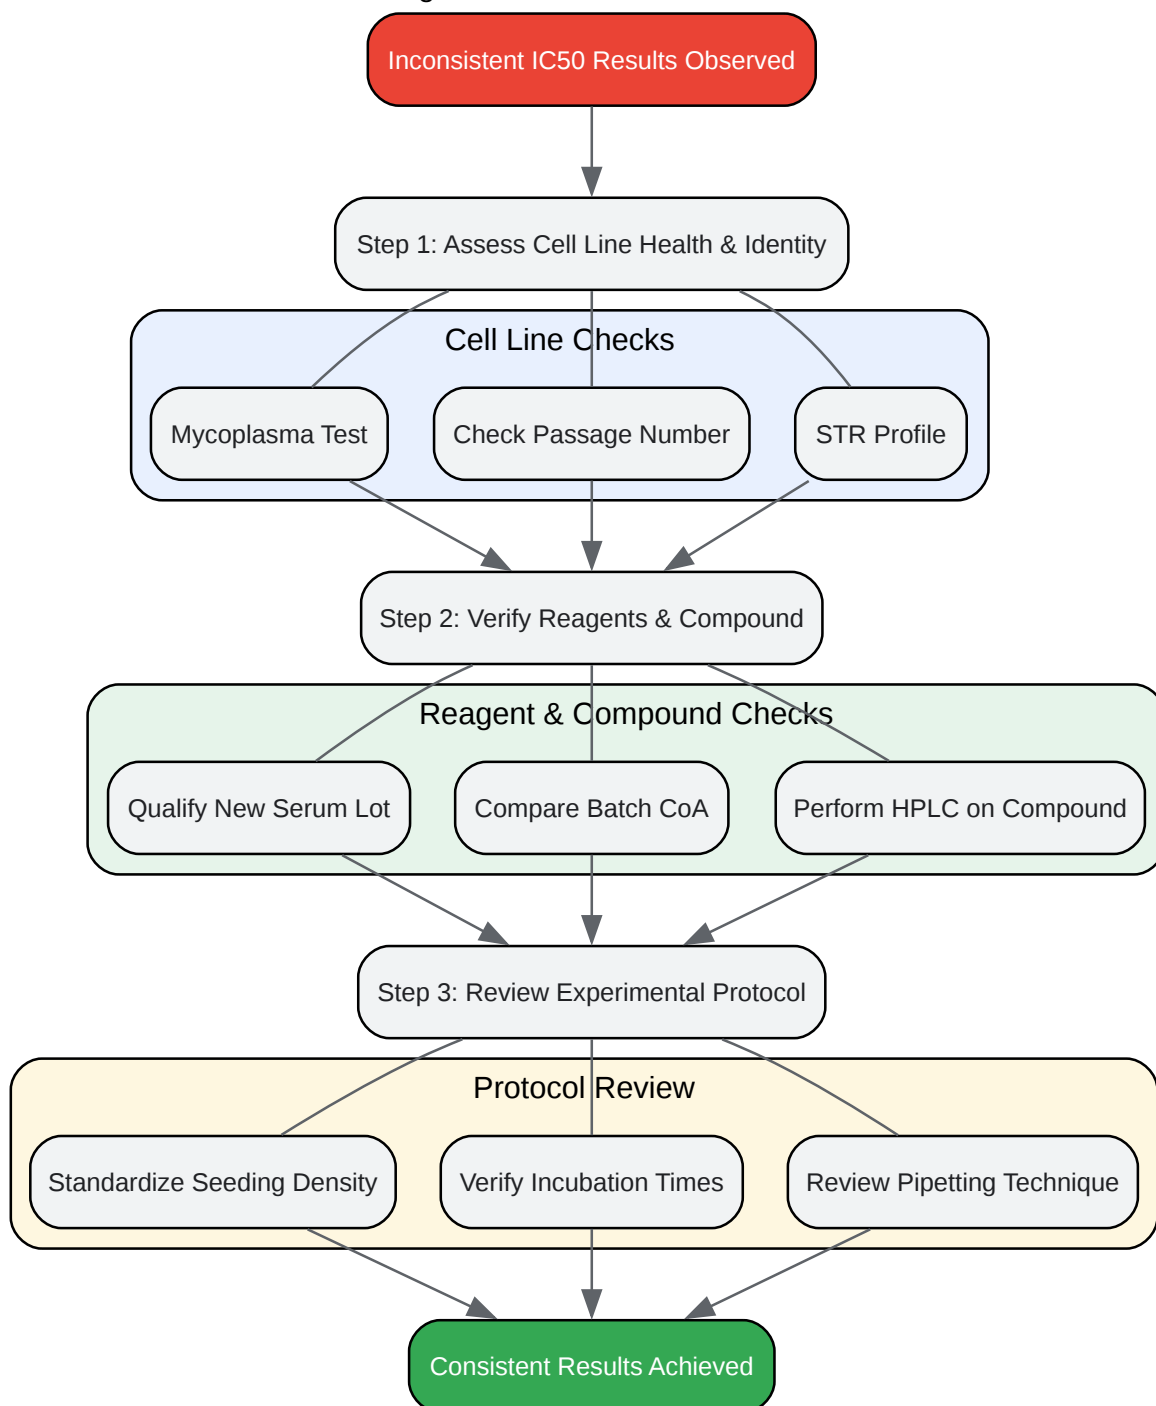 Inconsistent IC50 Results Observed
Step 1: Assess Cell Line Health & Identity
Cell Line Checks
Mycoplasma Test
Check Passage Number
STR Profile
Step 2: Verify Reagents & Compound
Reagent & Compound Checks
Qualify New Serum Lot
Compare Batch CoA
Perform HPLC on Compound
Step 3: Review Experimental Protocol
Protocol Review
Standardize Seeding Density
Verify Incubation Times
Review Pipetting Technique
Consistent Results Achieved